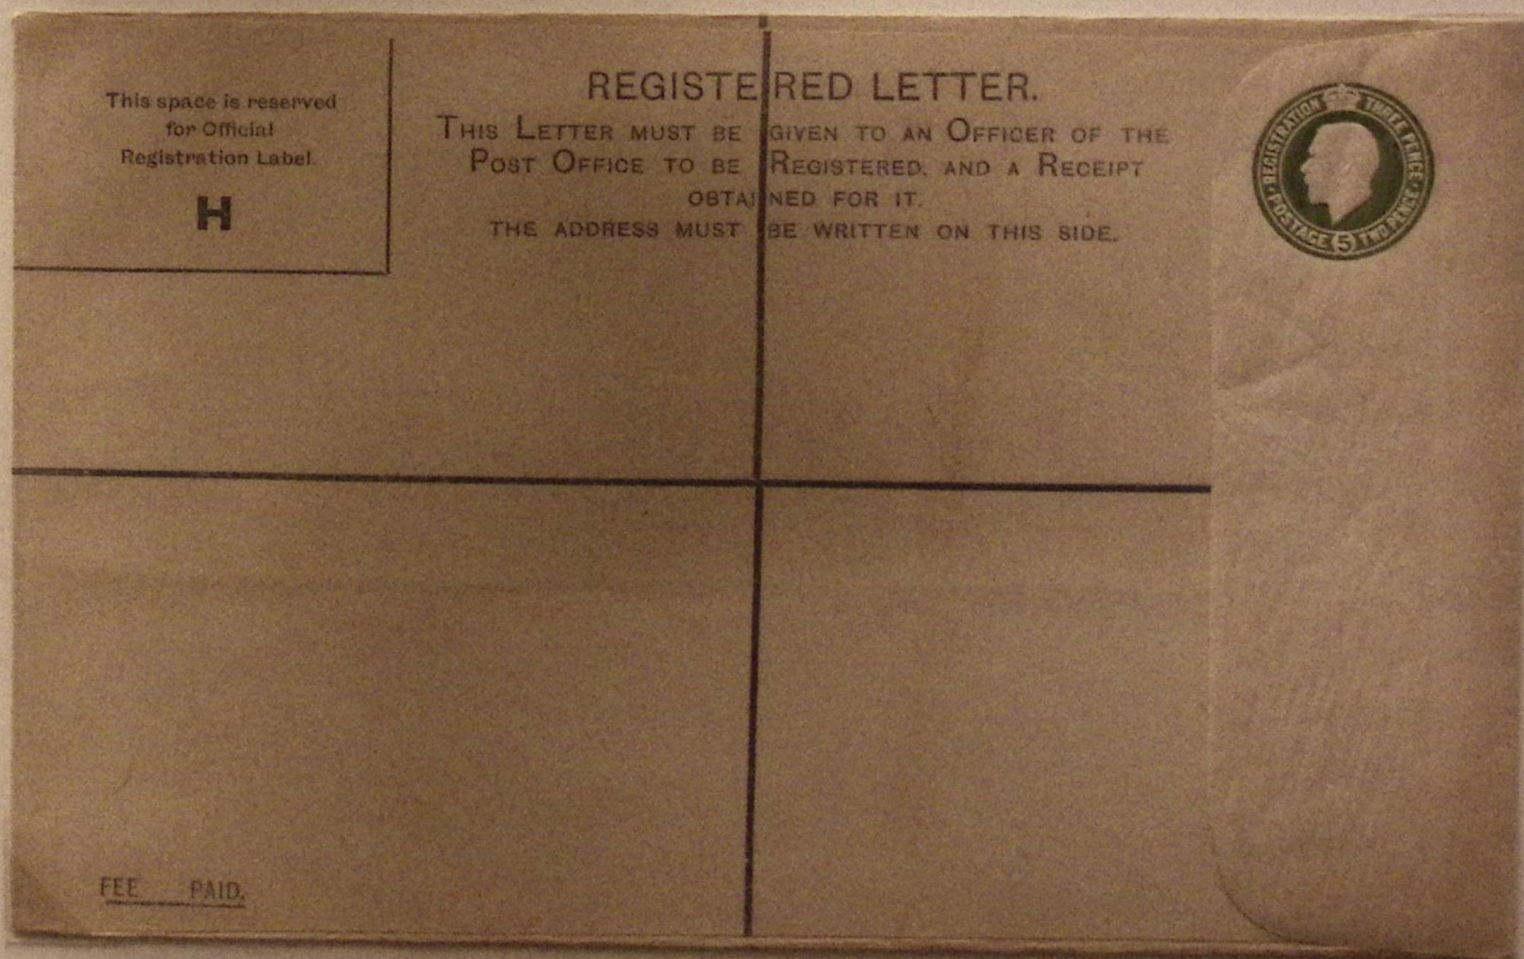 This space is reserved
for Official
Registration Label.
H
REGISTERED LETTER.
THIS LETTER MUST BE GIVEN TO AN OFFICER OF THE
POST OFFICE TO BE REGISTERED, AND A RECEIPT
OBTAINED FOR IT.
THE ADDRESS MUST BE WRITTEN ON THIS SIDE.
REGISTRATION THREE PENCE
POSTAGE 5 TWO PENCE
FEE PAID.